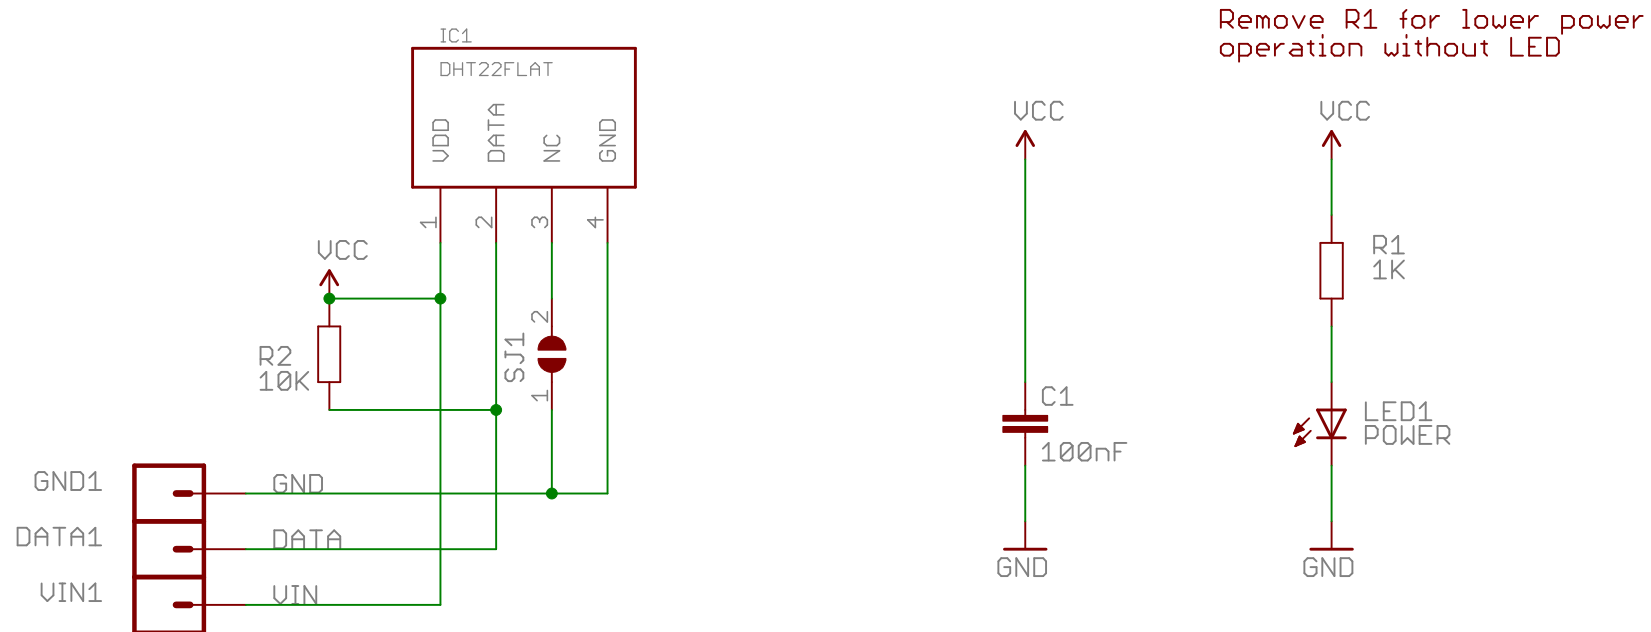 Remove R1 for lower power
operation without LED
IC1
DHT22FLAT
VDD
DATA
NC
GND
1
2
3
4
VCC
R2
10K
SJ1
2
1
GND1
GND
DATA1
DATA
VIN1
VIN
VCC
C1
100nF
GND
VCC
R1
1K
LED1
POWER
GND